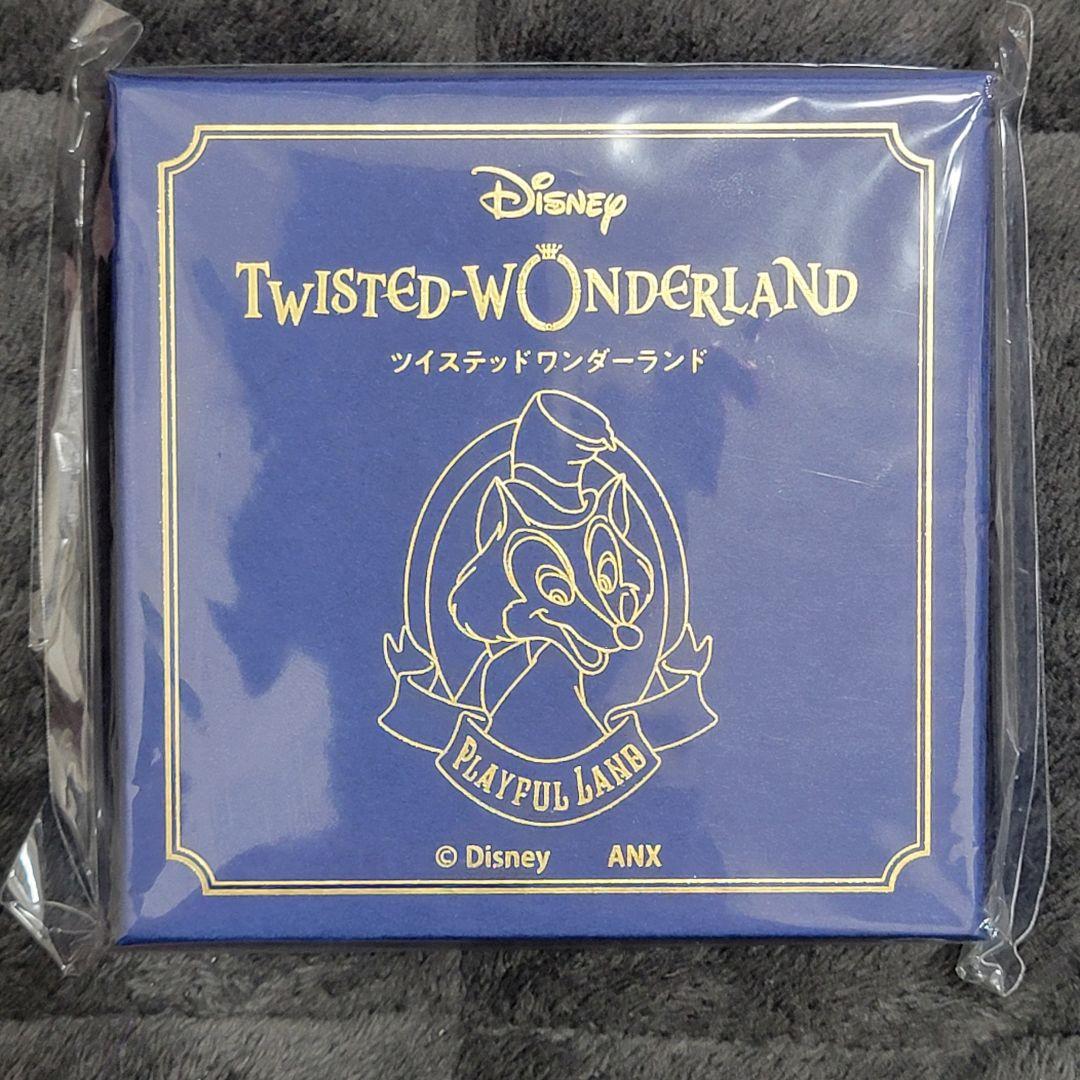 Disney
TWISTED-WONDERLAND
ツイステッドワンダーランド
PLAYFUL LAND
© Disney ANX